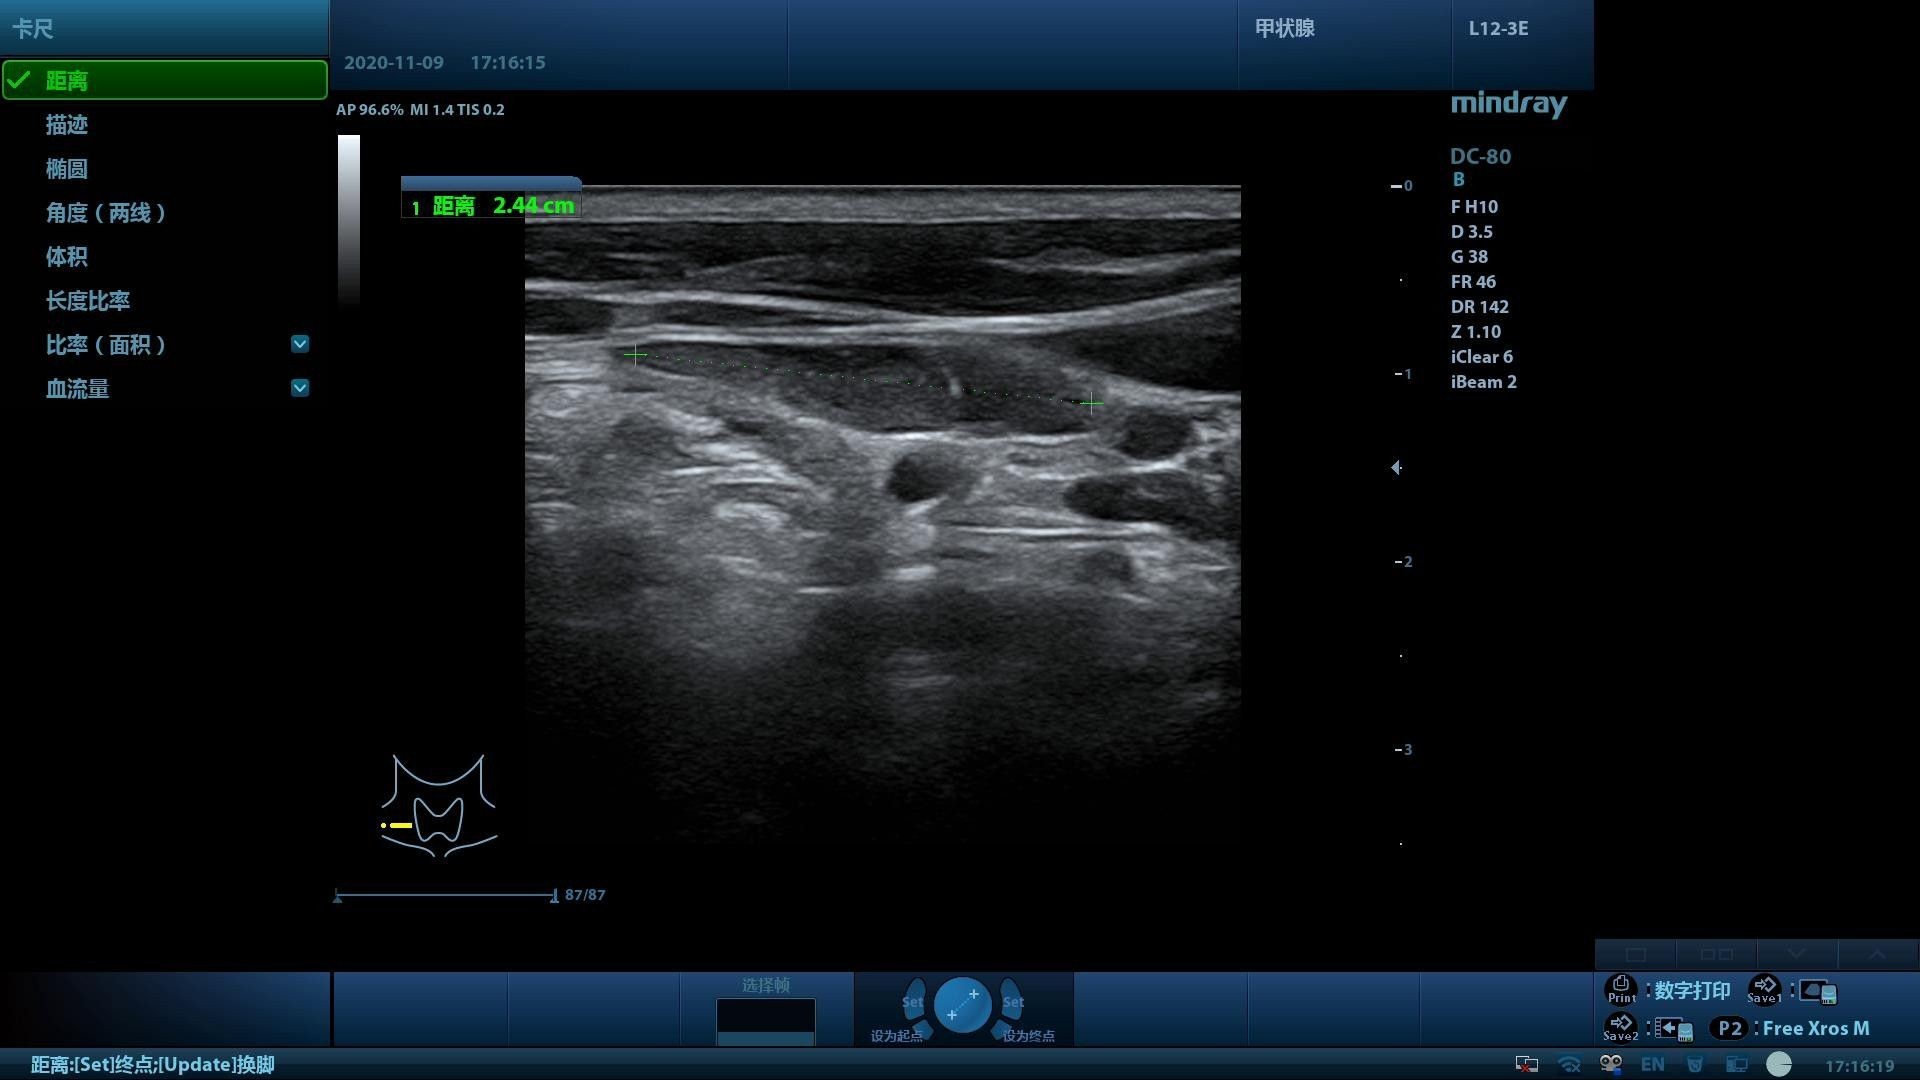 卡尺
距离
描迹
椭圆
角度（两线）
体积
长度比率
比率（面积）
血流量
2020-11-09 17:16:15
甲状腺
L12-3E
AP 96.6% MI 1.4 TIS 0.2
mindray
DC-80
B
F H10
D 3.5
G 38
FR 46
DR 142
Z 1.10
iClear 6
iBeam 2
1 距离 2.44 cm
0
1
2
3
87/87
选择帧
Set
Set
设为起点
设为终点
Print : 数字打印 Save1 :
Save2 : P2 : Free Xros M
距离:[Set]终点;[Update]换脚
EN
17:16:19